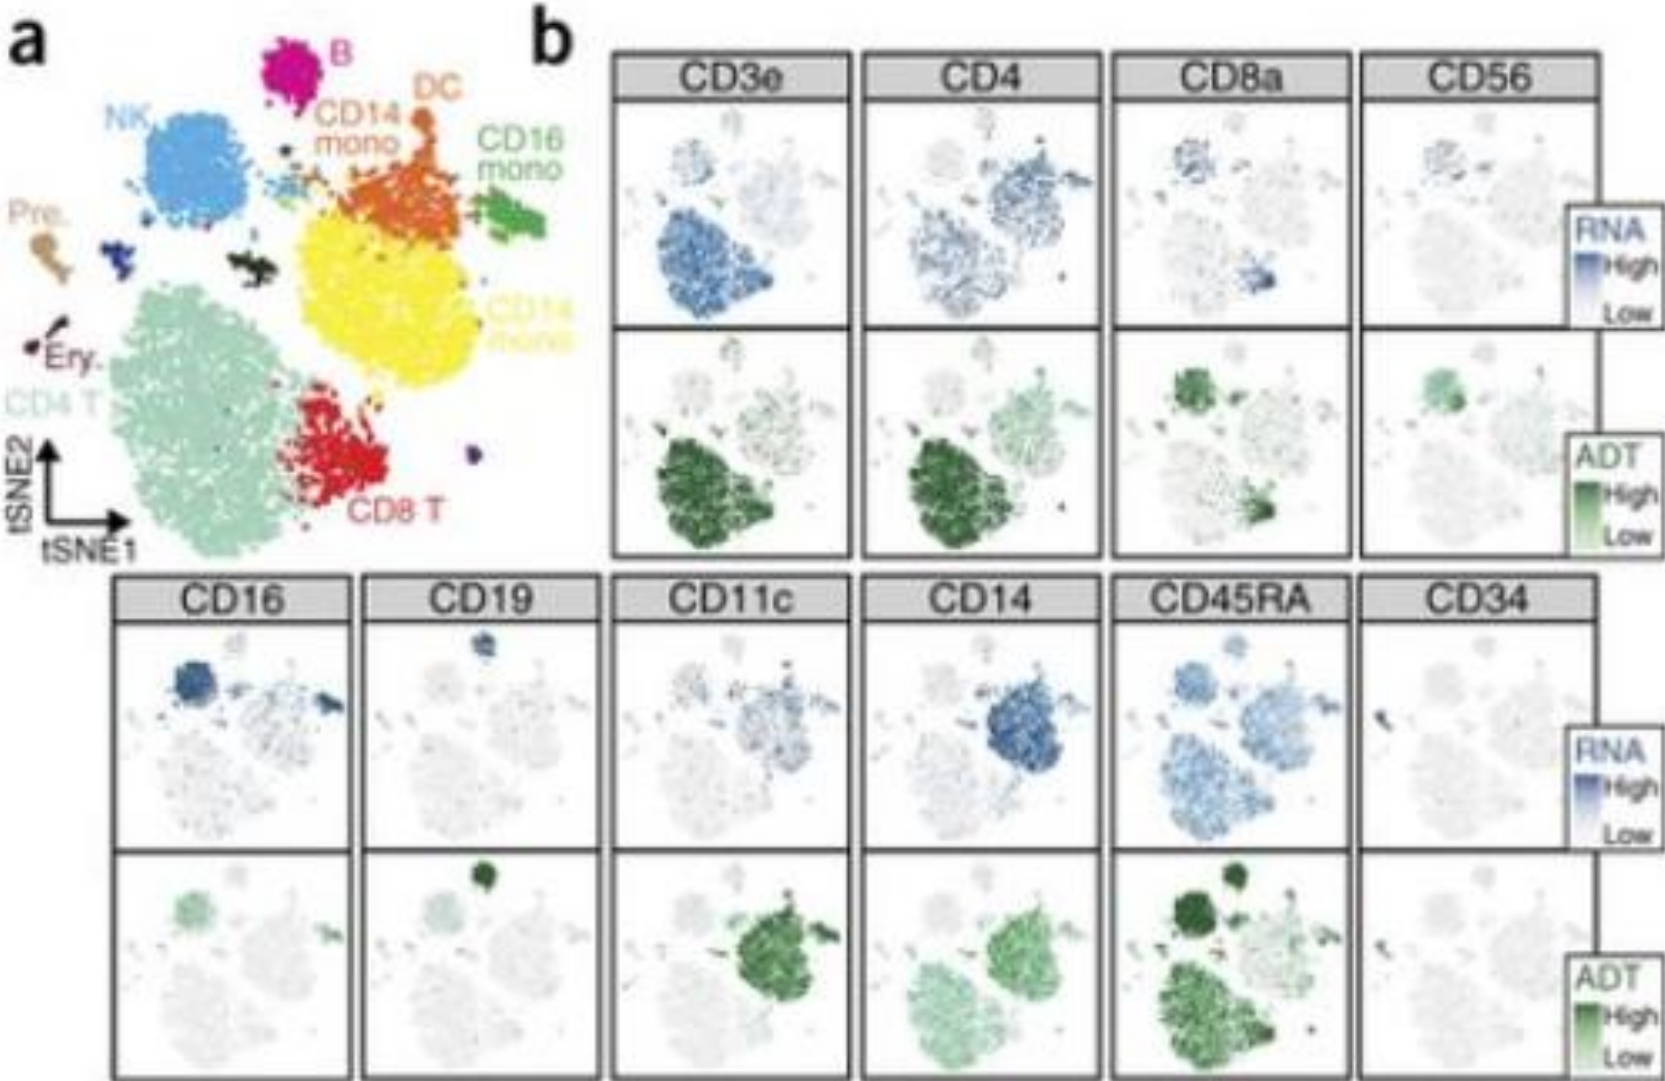 a
B
DC
NK
CD14
mono
CD16
mono
Pre.
CD14
mono
Ery.
CD4 T
CD8 T
tSNE2
tSNE1
b
CD3e
CD4
CD8a
CD56
RNA
High
Low
ADT
High
Low
CD16
CD19
CD11c
CD14
CD45RA
CD34
RNA
High
Low
ADT
High
Low